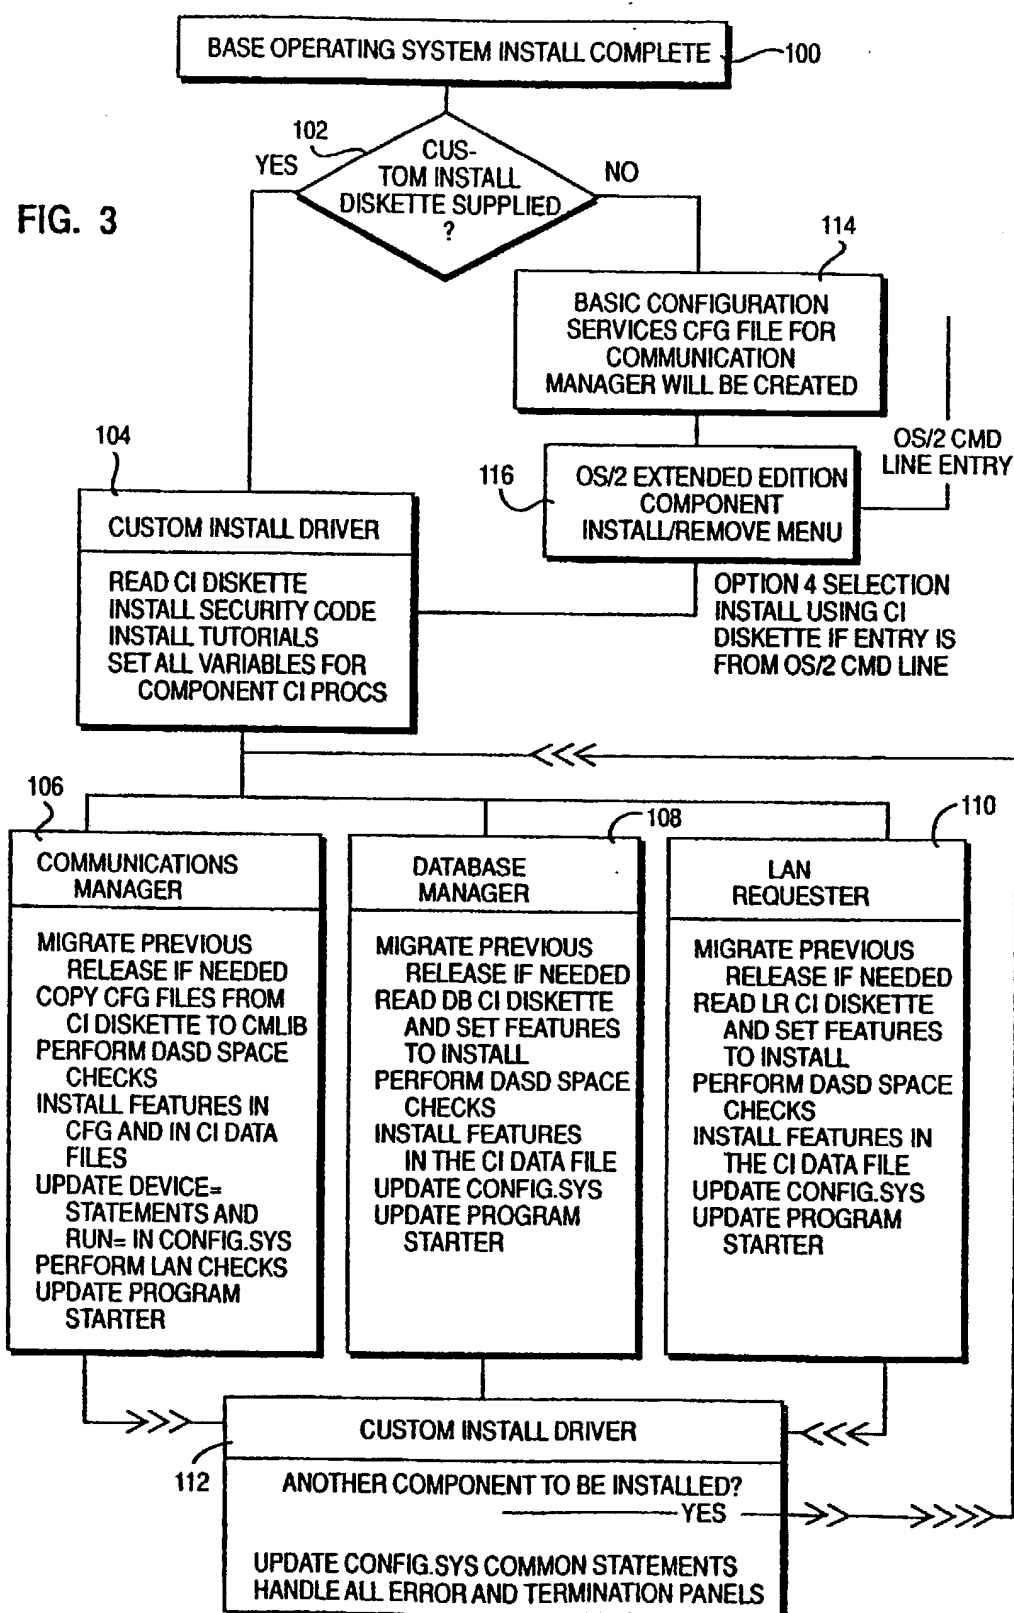 BASE OPERATING SYSTEM INSTALL COMPLETE
100
102
YES
CUS-
TOM INSTALL
DISKETTE SUPPLIED
?
NO
FIG. 3
114
BASIC CONFIGURATION
SERVICES CFG FILE FOR
COMMUNICATION
MANAGER WILL BE CREATED
OS/2 CMD
LINE ENTRY
104
116
OS/2 EXTENDED EDITION
COMPONENT
INSTALL/REMOVE MENU
CUSTOM INSTALL DRIVER
READ CI DISKETTE
INSTALL SECURITY CODE
INSTALL TUTORIALS
SET ALL VARIABLES FOR
COMPONENT CI PROCS
OPTION 4 SELECTION
INSTALL USING CI
DISKETTE IF ENTRY IS
FROM OS/2 CMD LINE
106
COMMUNICATIONS
MANAGER
MIGRATE PREVIOUS
RELEASE IF NEEDED
COPY CFG FILES FROM
CI DISKETTE TO CMLIB
PERFORM DASD SPACE
CHECKS
INSTALL FEATURES IN
CFG AND IN CI DATA
FILES
UPDATE DEVICE=
STATEMENTS AND
RUN= IN CONFIG.SYS
PERFORM LAN CHECKS
UPDATE PROGRAM
STARTER
108
DATABASE
MANAGER
MIGRATE PREVIOUS
RELEASE IF NEEDED
READ DB CI DISKETTE
AND SET FEATURES
TO INSTALL
PERFORM DASD SPACE
CHECKS
INSTALL FEATURES
IN THE CI DATA FILE
UPDATE CONFIG.SYS
UPDATE PROGRAM
STARTER
110
LAN
REQUESTER
MIGRATE PREVIOUS
RELEASE IF NEEDED
READ LR CI DISKETTE
AND SET FEATURES
TO INSTALL
PERFORM DASD SPACE
CHECKS
INSTALL FEATURES IN
THE CI DATA FILE
UPDATE CONFIG.SYS
UPDATE PROGRAM
STARTER
CUSTOM INSTALL DRIVER
112
ANOTHER COMPONENT TO BE INSTALLED?
YES
UPDATE CONFIG.SYS COMMON STATEMENTS
HANDLE ALL ERROR AND TERMINATION PANELS